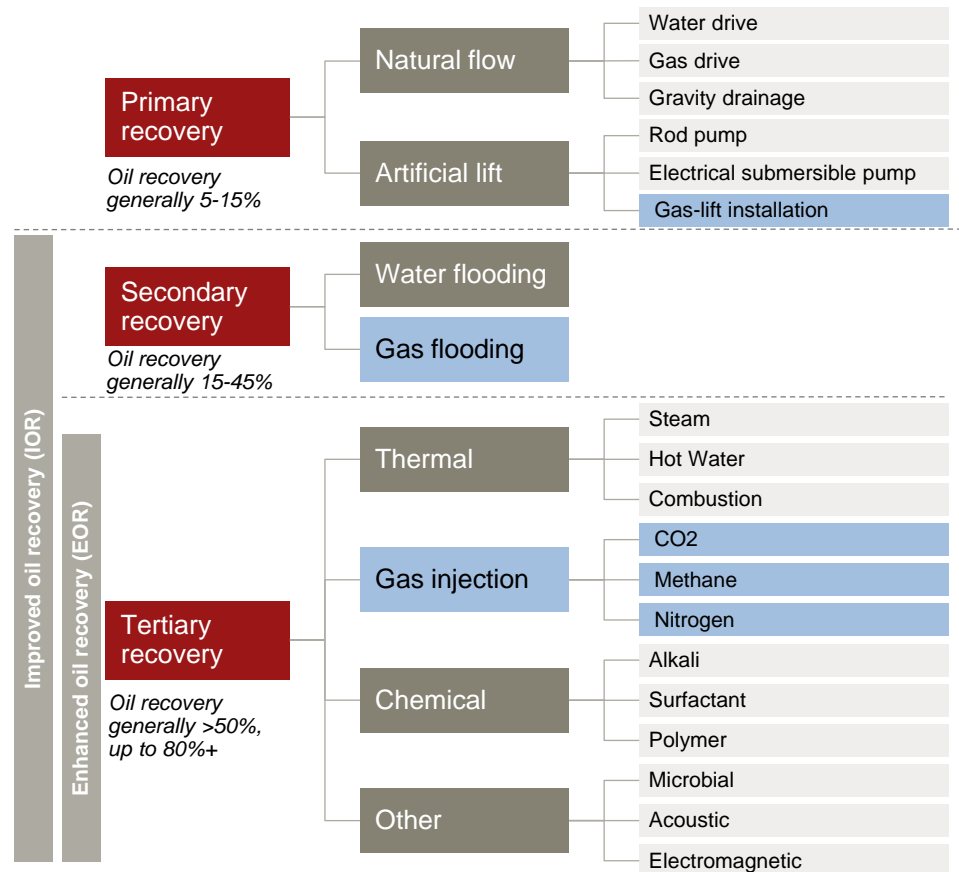 Primary
recovery
Oil recovery
generally 5-15%
Natural flow
Water drive
Gas drive
Gravity drainage
Artificial lift
Rod pump
Electrical submersible pump
Gas-lift installation
Improved oil recovery (IOR)
Secondary
recovery
Oil recovery
generally 15-45%
Water flooding
Gas flooding
Enhanced oil recovery (EOR)
Tertiary
recovery
Oil recovery
generally >50%,
up to 80%+
Thermal
Steam
Hot Water
Combustion
Gas injection
CO2
Methane
Nitrogen
Chemical
Alkali
Surfactant
Polymer
Other
Microbial
Acoustic
Electromagnetic